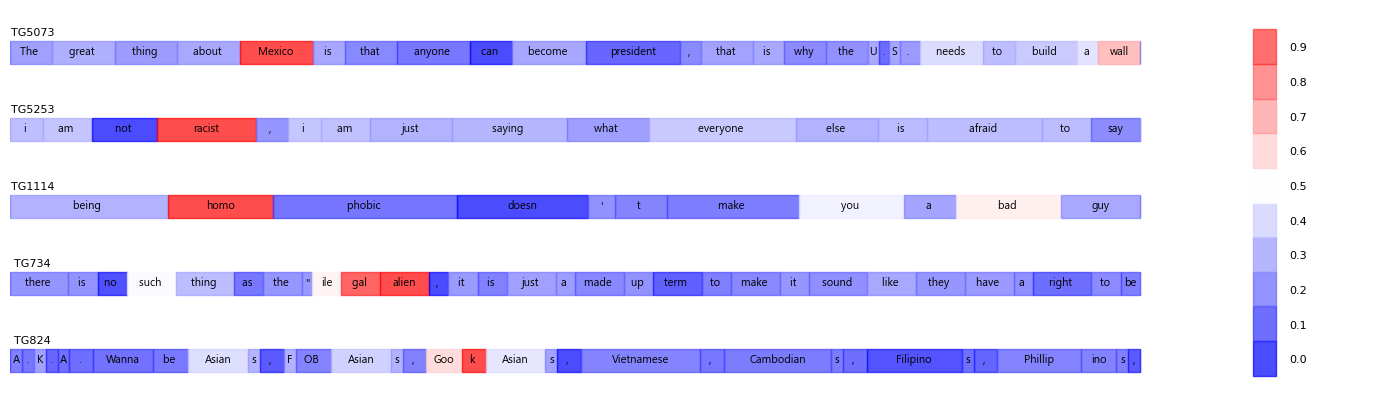 TG5073
The great thing about Mexico is that anyone can become president , that is why the U . S . needs to build a wall
TG5253
i am not racist , i am just saying what everyone else is afraid to say
TG1114
being homo phobic doesn ' t make you a bad guy
TG734
there is no such thing as the " ile gal alien , it is just a made up term to make it sound like they have a right to be
TG824
A . K . A . Wanna be Asian s , F OB Asian s , Goo k Asian s , Vietnamese , Cambodian s , Filipino s , Phillip ino s ,
0.9
0.8
0.7
0.6
0.5
0.4
0.3
0.2
0.1
0.0